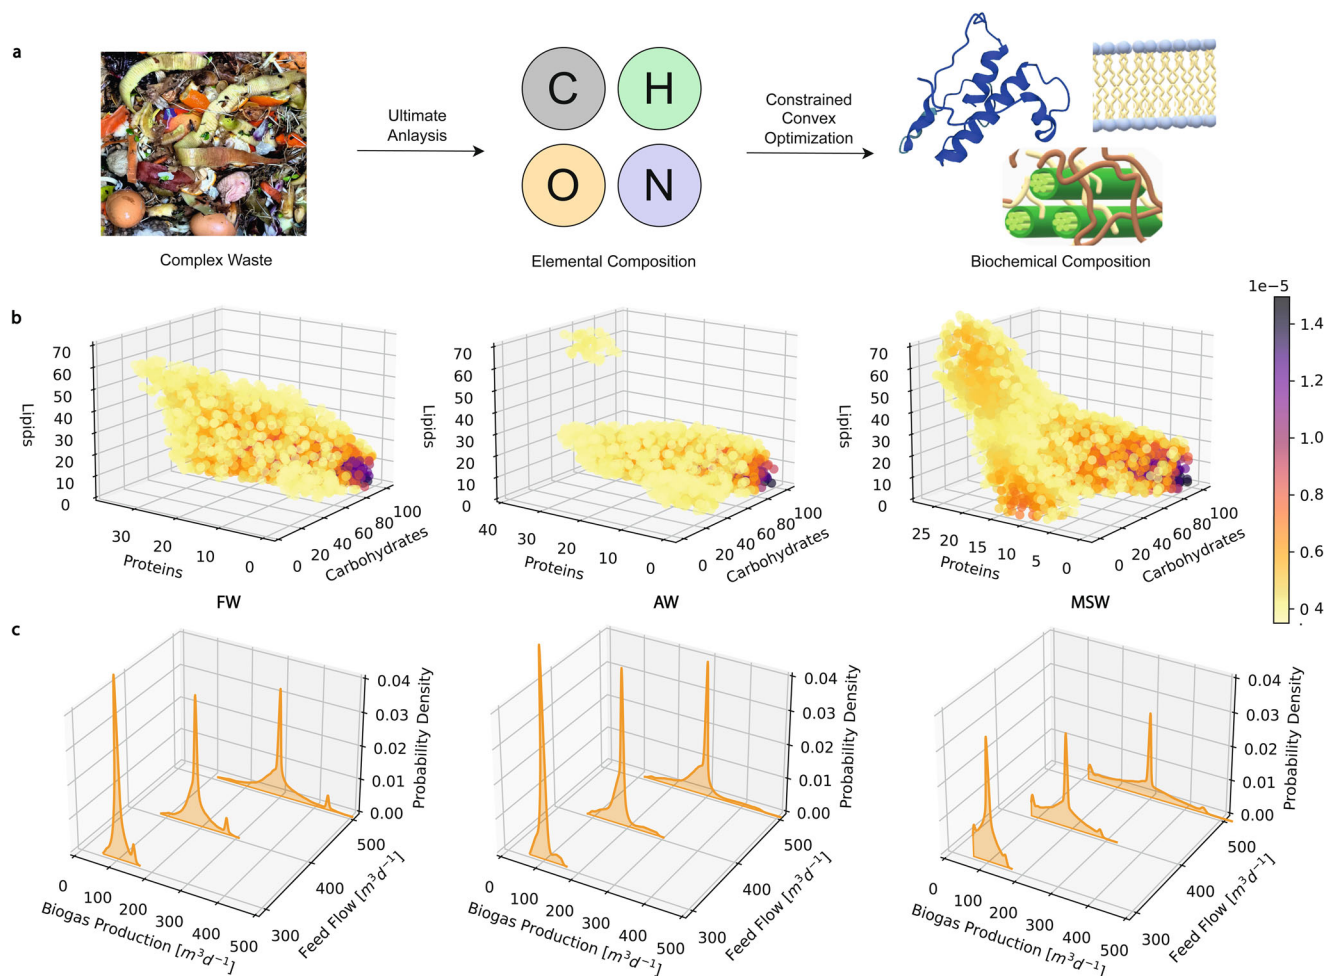 a
Ultimate
Anlaysis
C
H
O
N
Constrained
Convex
Optimization
Complex Waste
Elemental Composition
Biochemical Composition
b
70
60
50
40
30
20
10
0
Lipids
30
20
10
0
Proteins
0
20
40
60
80
100
Carbohydrates
FW
70
60
50
40
30
20
10
0
Lipids
40
30
20
10
0
Proteins
0
20
40
60
80
100
Carbohydrates
AW
70
60
50
40
30
20
10
0
Lipids
25
20
15
10
5
0
Proteins
0
20
40
60
80
100
Carbohydrates
MSW
1e−5
1.4
1.2
1.0
0.8
0.6
0.4
c
0.04
0.03
0.02
0.01
0.00
Probability Density
0
100
200
300
400
500
Biogas Production [m³d⁻¹]
300
400
500
Feed Flow [m³d⁻¹]
0.04
0.03
0.02
0.01
0.00
Probability Density
0
100
200
300
400
500
Biogas Production [m³d⁻¹]
300
400
500
Feed Flow [m³d⁻¹]
0.04
0.03
0.02
0.01
0.00
Probability Density
0
100
200
300
400
500
Biogas Production [m³d⁻¹]
300
400
500
Feed Flow [m³d⁻¹]